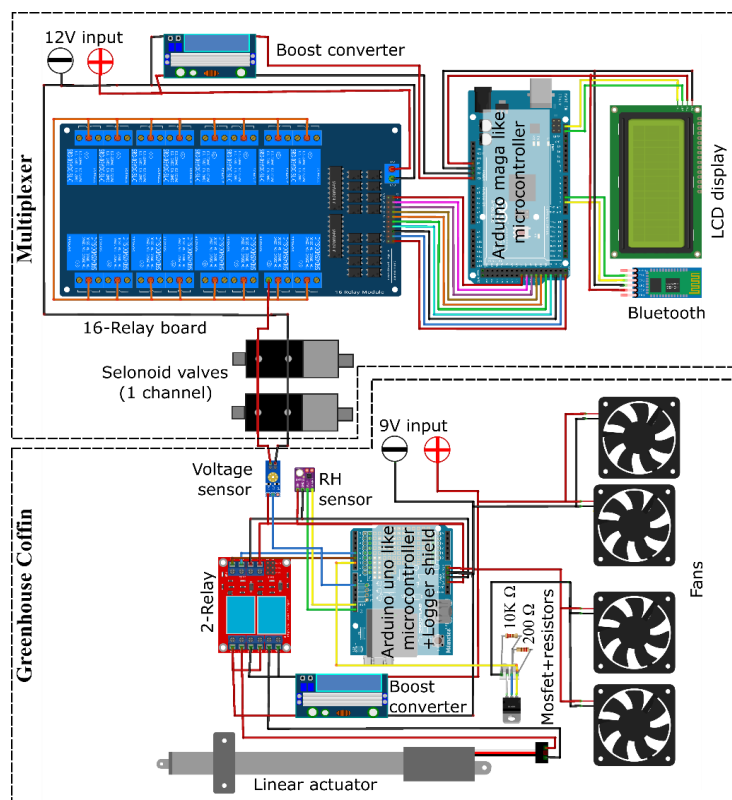 12V input
Boost converter
Multiplexer
Arduino maga like
microcontroller
LCD display
Bluetooth
16 Relay Module
16-Relay board
Selonoid valves
(1 channel)
9V input
Voltage
sensor
RH
sensor
Fans
Greenhouse Coffin
2-Relay
Arduino uno like
microcontroller
+Logger shield
10K Ω
200 Ω
Mosfet+resistors
Boost
converter
Linear actuator